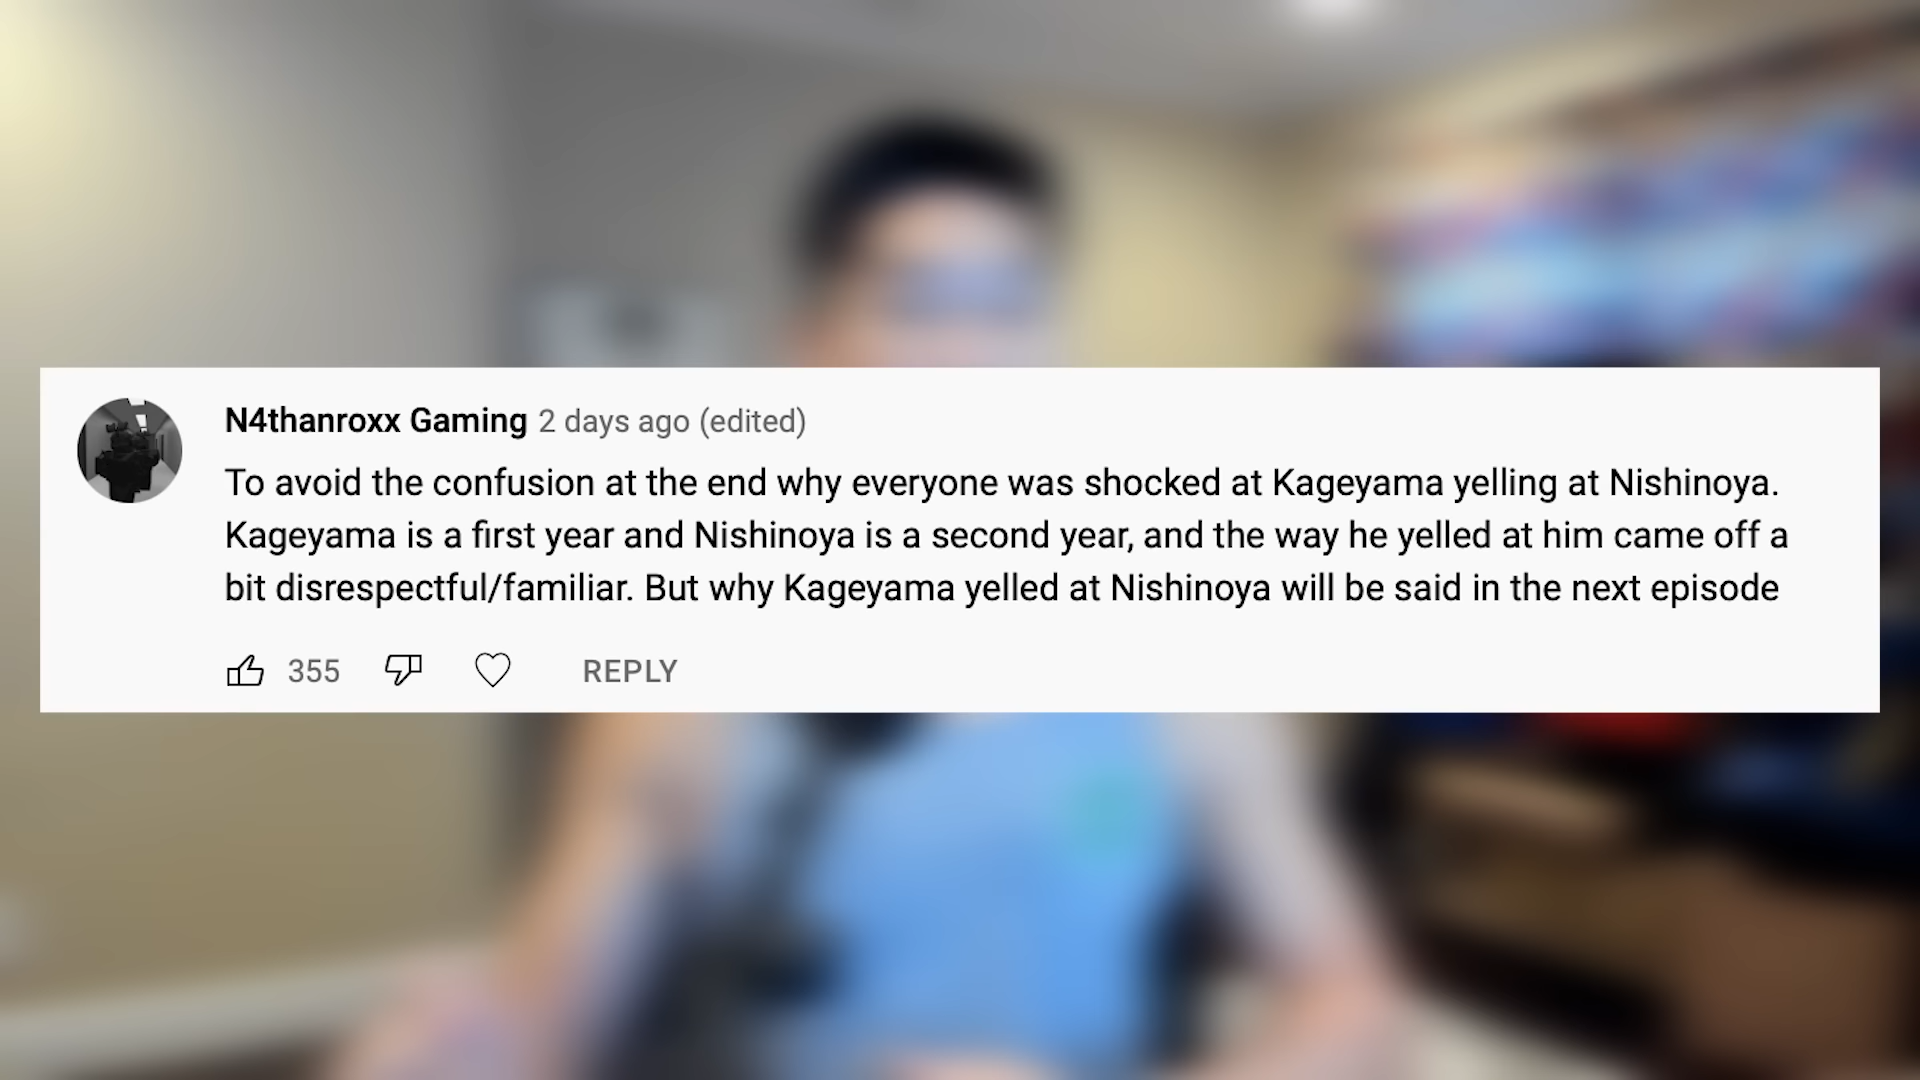 N4thanroxx Gaming 2 days ago (edited)
To avoid the confusion at the end why everyone was shocked at Kageyama yelling at Nishinoya.
Kageyama is a first year and Nishinoya is a second year, and the way he yelled at him came off a
bit disrespectful/familiar. But why Kageyama yelled at Nishinoya will be said in the next episode
355 REPLY